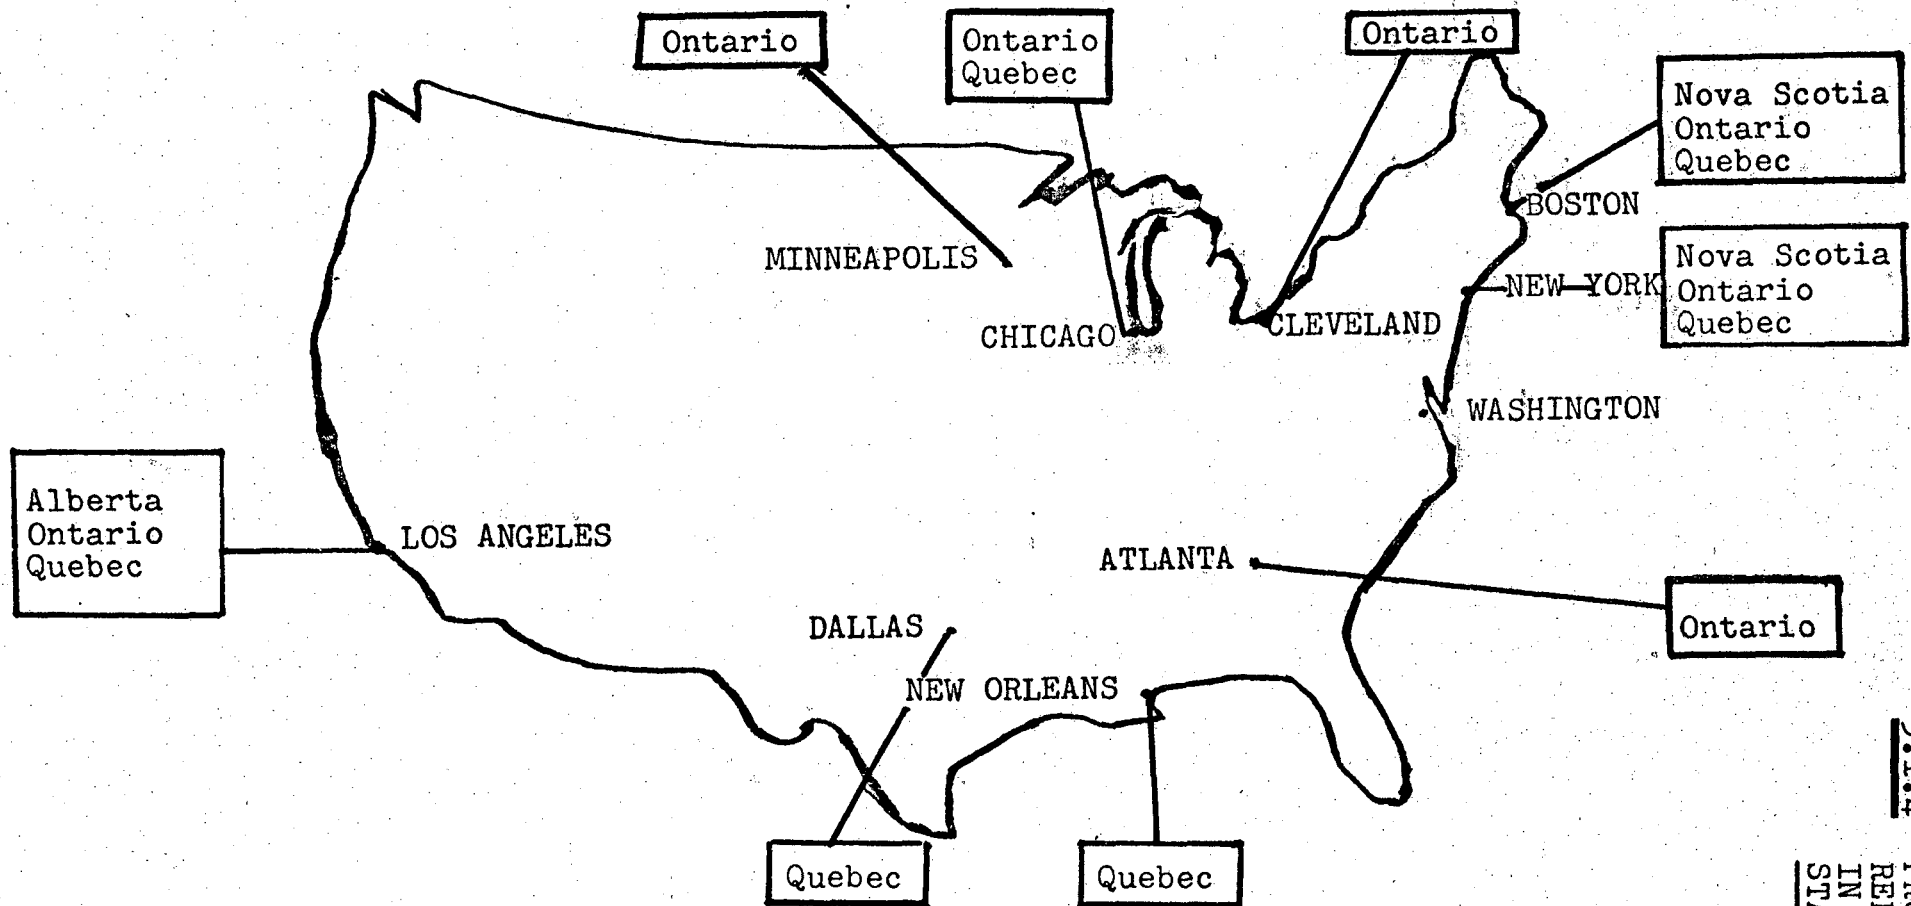 Ontario
Ontario
Quebec
Ontario
Nova Scotia
Ontario
Quebec
BOSTON
MINNEAPOLIS
Nova Scotia
Ontario
Quebec
NEW YORK
CHICAGO
CLEVELAND
WASHINGTON
Alberta
Ontario
Quebec
LOS ANGELES
ATLANTA
Ontario
DALLAS
NEW ORLEANS
Quebec
Quebec
IN